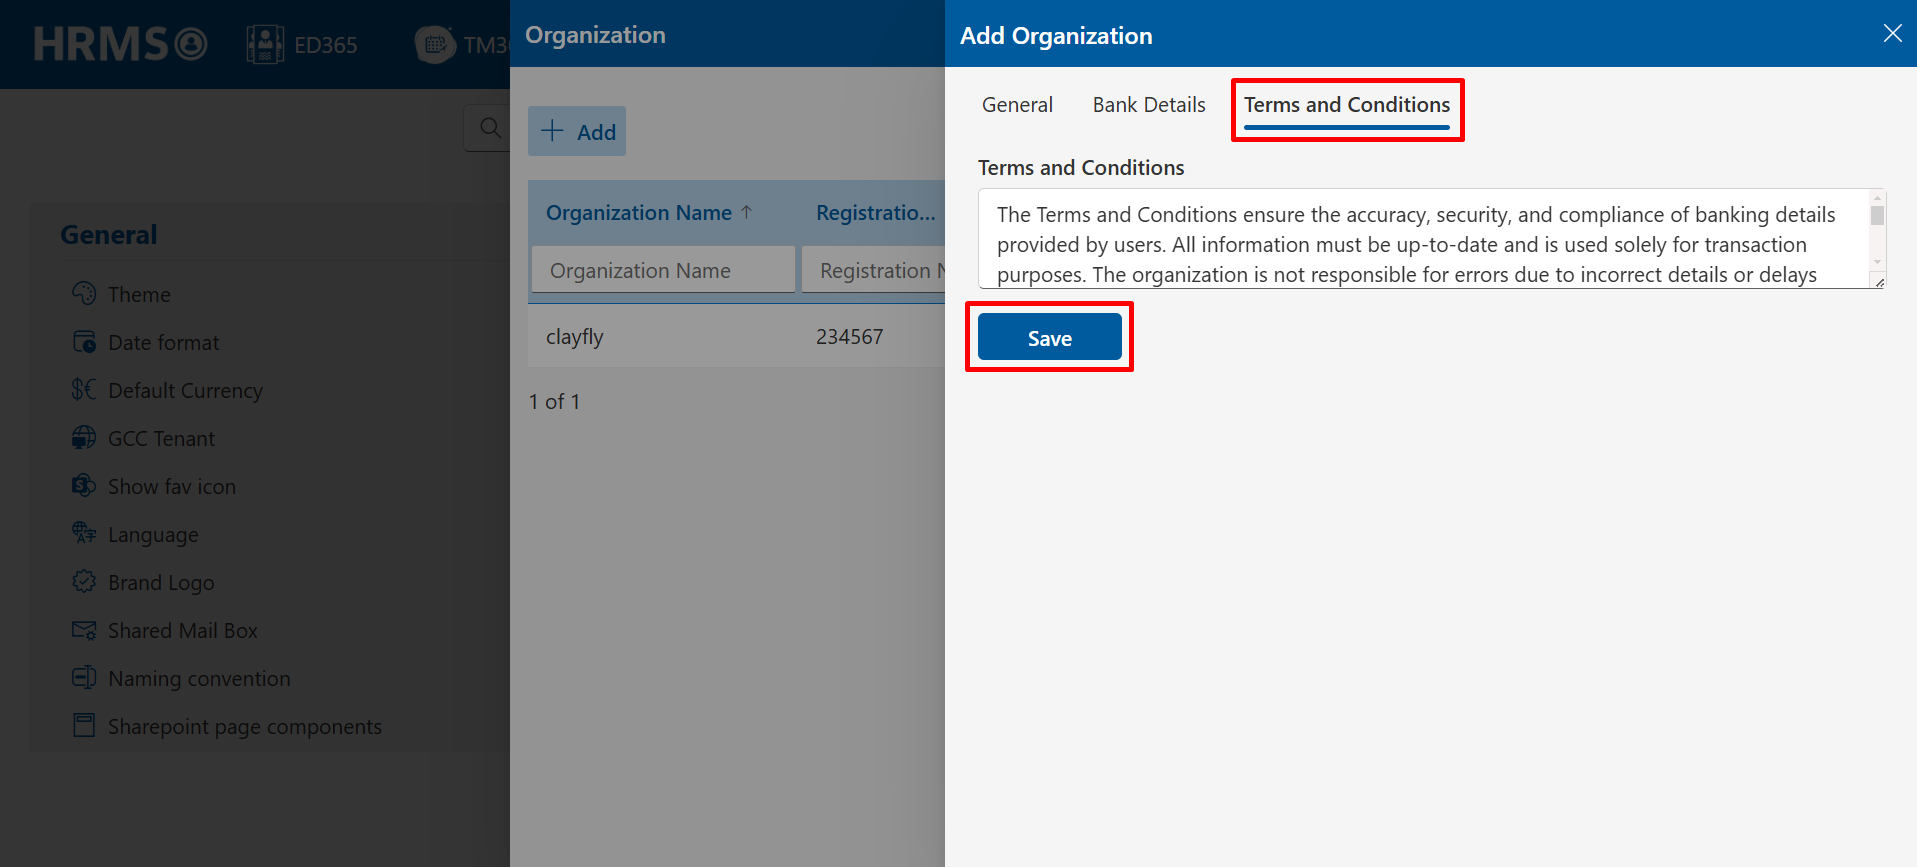 HRMS
ED365
TM3
General
Theme
Date format
Default Currency
GCC Tenant
Show fav icon
Language
Brand Logo
Shared Mail Box
Naming convention
Sharepoint page components
Organization
Add
Organization Name ↑ Registratio...
Organization Name Registration
clayfly 234567
1 of 1
Add Organization
General Bank Details Terms and Conditions
Terms and Conditions
The Terms and Conditions ensure the accuracy, security, and compliance of banking details
provided by users. All information must be up-to-date and is used solely for transaction
purposes. The organization is not responsible for errors due to incorrect details or delays
Save